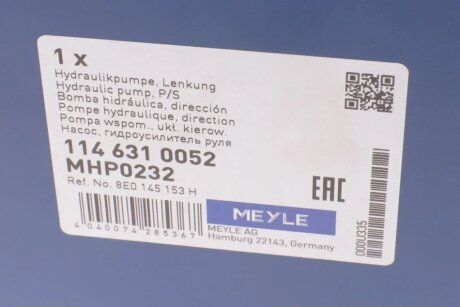 1 x
Hydraulikpumpe, Lenkung
Hydraulic pump, P/S
Bomba hidráulica, dirección
Pompe hydraulique, direction
Pompa wspom., ukł. kierow.
Насос, гидроусилитель руля
114 631 0052
MHP0232
Ref. No. 8E0 145 153 H
EAC
MEYLE
MEYLE AG
Hamburg 22143, Germany
4 040074 285367
000U335